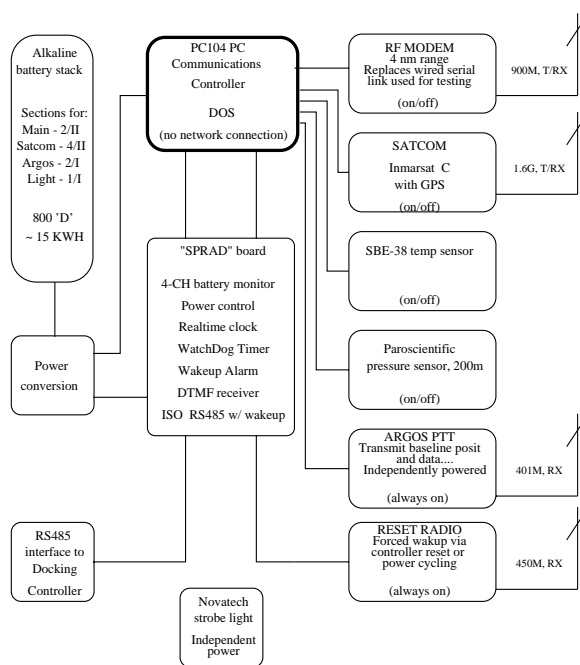 Alkaline
battery stack
Sections for:
Main - 2/II
Satcom - 4/II
Argos - 2/I
Light - 1/I
800 'D'
~ 15 KWH
Power
conversion
RS485
interface to
Docking
Controller
PC104 PC
Communications
Controller
DOS
(no network connection)
"SPRAD" board
4-CH battery monitor
Power control
Realtime clock
WatchDog Timer
Wakeup Alarm
DTMF receiver
ISO RS485 w/ wakeup
Novatech
strobe light
Independent
power
RF MODEM
4 nm range
Replaces wired serial
link used for testing
(on/off)
900M, T/RX
SATCOM
Inmarsat C
with GPS
(on/off)
1.6G, T/RX
SBE-38 temp sensor
(on/off)
Paroscientific
pressure sensor, 200m
(on/off)
ARGOS PTT
Transmit baseline posit
and data....
Independently powered
(always on)
401M, RX
RESET RADIO
Forced wakup via
controller reset or
power cycling
(always on)
450M, RX